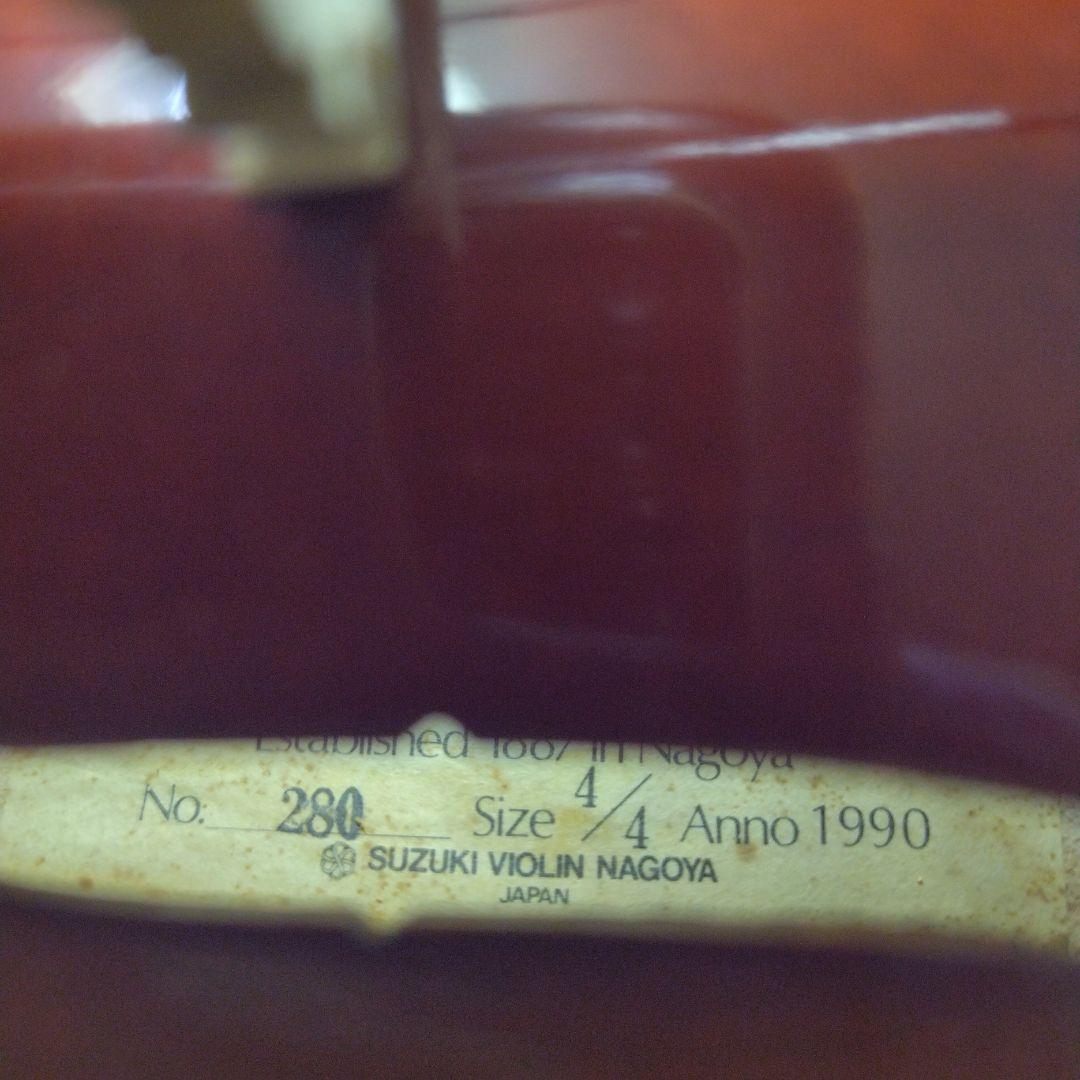 Established 1887 in Nagoya
No. 280 Size 4/4 Anno 1990
SUZUKI VIOLIN NAGOYA
JAPAN